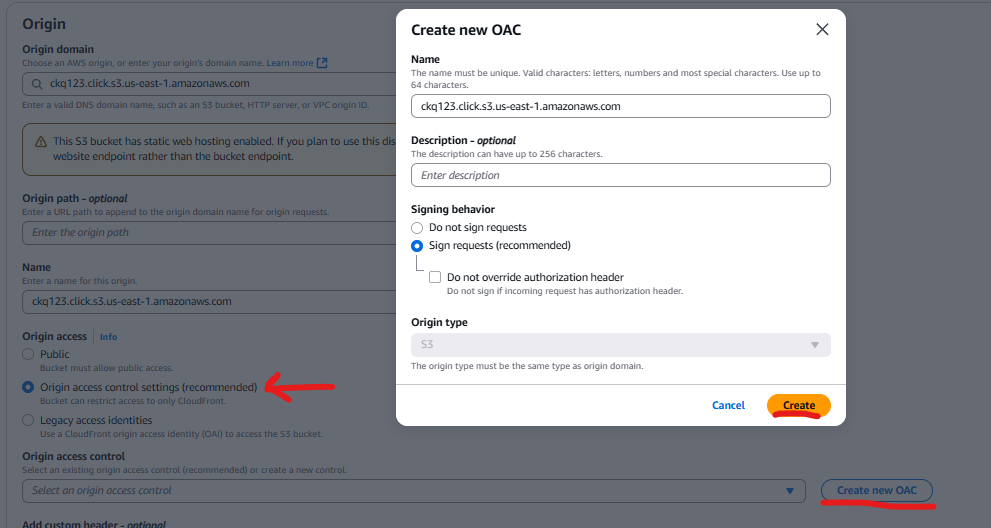 Origin
Origin domain
Choose an AWS origin, or enter your origin's domain name. Learn more
ckq123.click.s3.us-east-1.amazonaws.com
Enter a valid DNS domain name, such as an S3 bucket, HTTP server, or VPC origin ID.
This S3 bucket has static web hosting enabled. If you plan to use this dis
website endpoint rather than the bucket endpoint.
Origin path - optional
Enter a URL path to append to the origin domain name for origin requests.
Enter the origin path
Name
Enter a name for this origin.
ckq123.click.s3.us-east-1.amazonaws.com
Origin access Info
Public
Bucket must allow public access.
Origin access control settings (recommended)
Bucket can restrict access to only CloudFront.
Legacy access identities
Use a CloudFront origin access identity (OAI) to access the S3 bucket.
Origin access control
Select an existing origin access control (recommended) or create a new control.
Select an origin access control
Create new OAC
Add custom header - optional
Create new OAC
Name
The name must be unique. Valid characters: letters, numbers and most special characters. Use up to
64 characters.
ckq123.click.s3.us-east-1.amazonaws.com
Description - optional
The description can have up to 256 characters.
Enter description
Signing behavior
Do not sign requests
Sign requests (recommended)
Do not override authorization header
Do not sign if incoming request has authorization header.
Origin type
S3
The origin type must be the same type as origin domain.
Cancel
Create